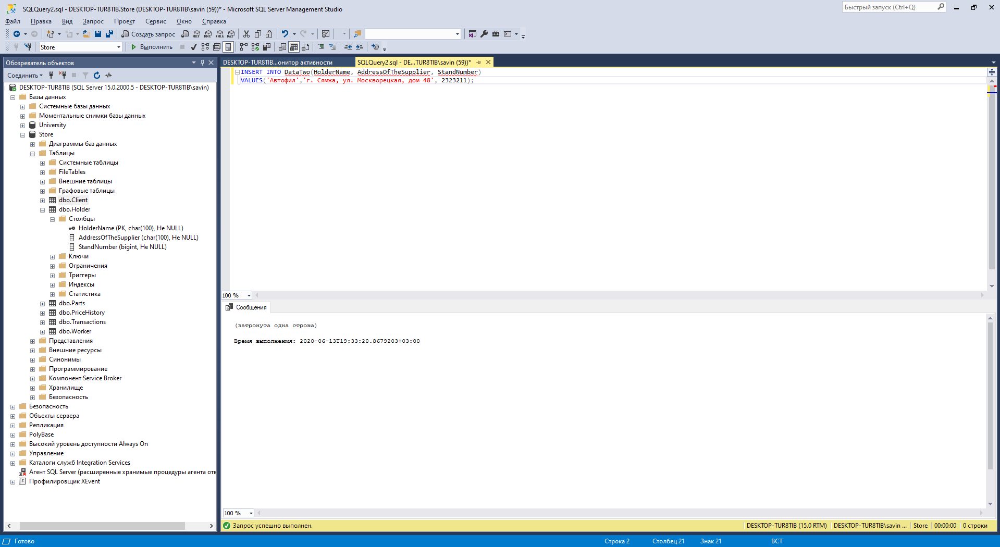 SQLQuery2.sql - DESKTOP-TUR8TIB.Store (DESKTOP-TUR8TIB\savin (59))* - Microsoft SQL Server Management Studio
Быстрый запуск (Ctrl+Q)
Файл Правка Вид Запрос Проект Сервис Окно Справка
Создать запрос MDX DMX XMLA DAX
Store Выполнить
Обозреватель объектов
Соединить
DESKTOP-TUR8TIB (SQL Server 15.0.2000.5 - DESKTOP-TUR8TIB\savin)
Базы данных
Системные базы данных
Моментальные снимки базы данных
University
Store
Диаграммы баз данных
Таблицы
Системные таблицы
FileTables
Внешние таблицы
Графовые таблицы
dbo.Client
dbo.Holder
Столбцы
HolderName (PK, char(100), Не NULL)
AddressOfTheSupplier (char(100), Не NULL)
StandNumber (bigint, Не NULL)
Ключи
Ограничения
Триггеры
Индексы
Статистика
dbo.Parts
dbo.PriceHistory
dbo.Transactions
dbo.Worker
Представления
Внешние ресурсы
Синонимы
Программирование
Компонент Service Broker
Хранилище
Безопасность
Безопасность
Объекты сервера
Репликация
PolyBase
Высокий уровень доступности Always On
Управление
Каталоги служб Integration Services
Агент SQL Server (расширенные хранимые процедуры агента отк
Профилировщик XEvent
DESKTOP-TUR8TIB...онитор активности
SQLQuery2.sql - DE...TUR8TIB\savin (59))*
INSERT INTO DataTwo(HolderName, AddressOfTheSupplier, StandNumber)
VALUES('Автофил','г. Сямжа, ул. Москворецкая, дом 48', 2323211);
100 %
Сообщения
(затронута одна строка)
Время выполнения: 2020-06-13T19:33:20.8679203+03:00
100 %
Запрос успешно выполнен.
DESKTOP-TUR8TIB (15.0 RTM) DESKTOP-TUR8TIB\savin ... Store 00:00:00 0 строки
Готово
Строка 2 Столбец 21 Знак 21 ВСТ